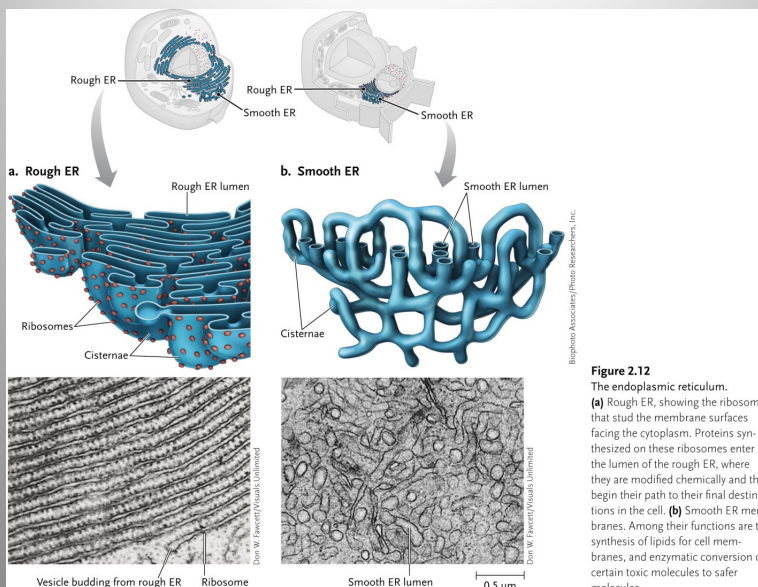 Rough ER
Smooth ER
Rough ER
Smooth ER
a. Rough ER
Rough ER lumen
Ribosomes
Cisternae
b. Smooth ER
Smooth ER lumen
Cisternae
Biophoto Associates/Photo Researchers, Inc.
Don W. Fawcett/Visuals Unlimited
Vesicle budding from rough ER
Ribosome
Don W. Fawcett/Visuals Unlimited
Smooth ER lumen
0.5 μm
Figure 2.12
The endoplasmic reticulum.
(a) Rough ER, showing the ribosom
that stud the membrane surfaces
facing the cytoplasm. Proteins syn-
thesized on these ribosomes enter
the lumen of the rough ER, where
they are modified chemically and th
begin their path to their final destin
tions in the cell. (b) Smooth ER mem
branes. Among their functions are t
synthesis of lipids for cell mem-
branes, and enzymatic conversion o
certain toxic molecules to safer
molecules.